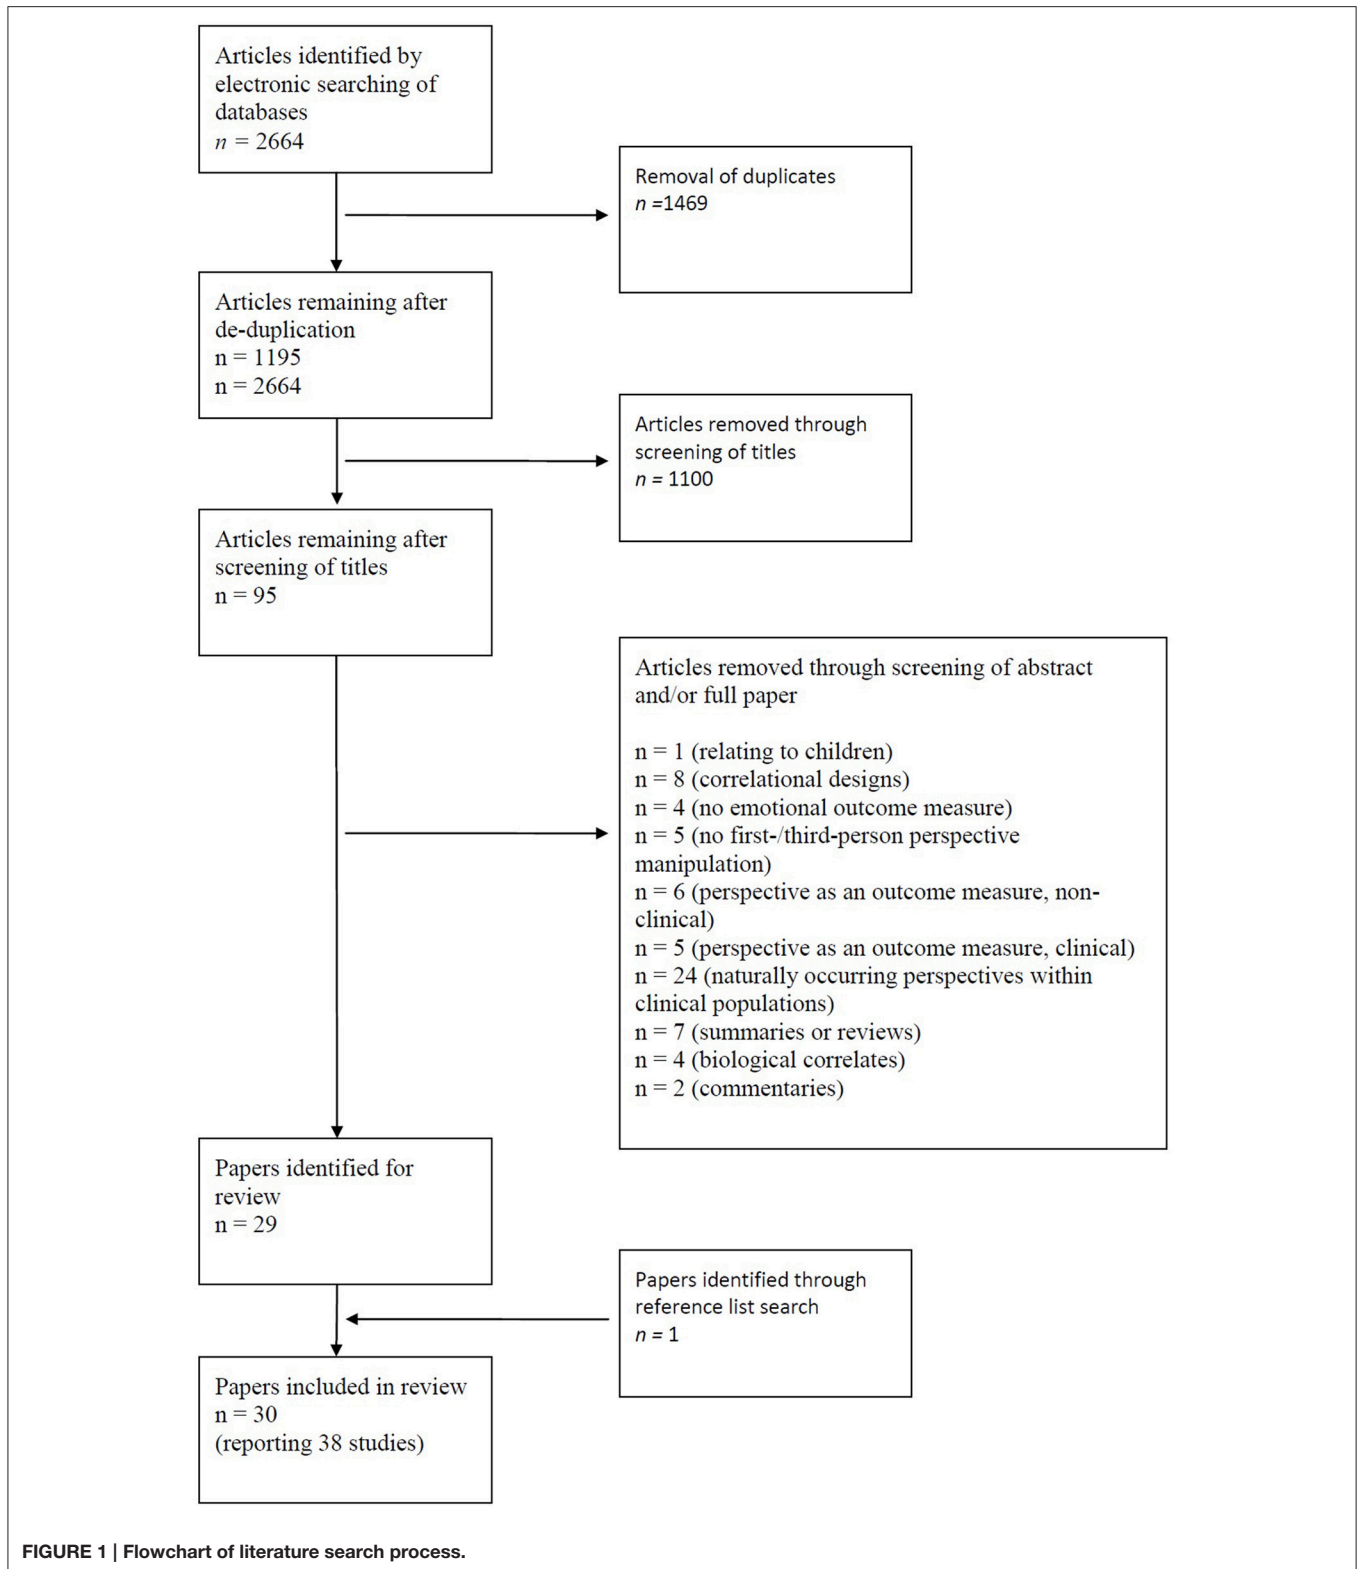 Articles identified by
electronic searching of
databases
n = 2664
Removal of duplicates
n =1469
Articles remaining after
de-duplication
n = 1195
n = 2664
Articles removed through
screening of titles
n = 1100
Articles remaining after
screening of titles
n = 95
Articles removed through screening of abstract
and/or full paper
n = 1 (relating to children)
n = 8 (correlational designs)
n = 4 (no emotional outcome measure)
n = 5 (no first-/third-person perspective
manipulation)
n = 6 (perspective as an outcome measure, non-
clinical)
n = 5 (perspective as an outcome measure, clinical)
n = 24 (naturally occurring perspectives within
clinical populations)
n = 7 (summaries or reviews)
n = 4 (biological correlates)
n = 2 (commentaries)
Papers identified for
review
n = 29
Papers identified through
reference list search
n = 1
Papers included in review
n = 30
(reporting 38 studies)
FIGURE 1 | Flowchart of literature search process.